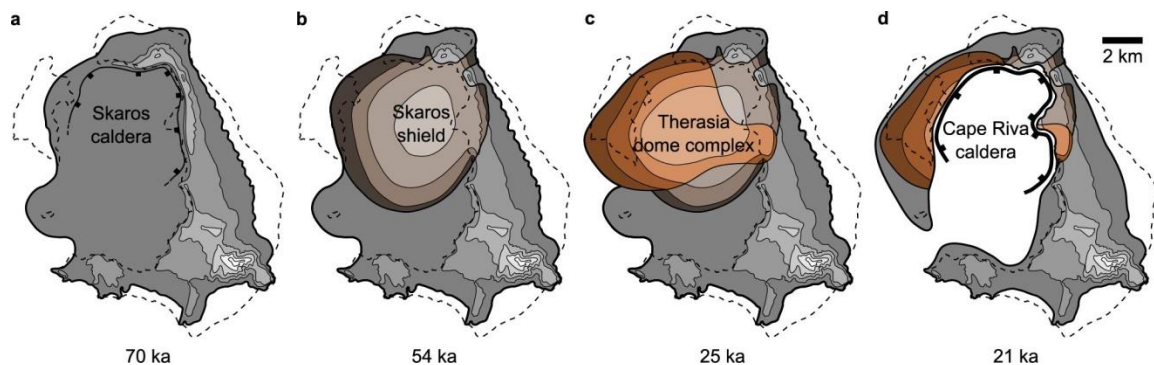 a
b
c
d
2 km
Skaros
caldera
Skaros
shield
Therasia
dome complex
Cape Riva
caldera
70 ka
54 ka
25 ka
21 ka